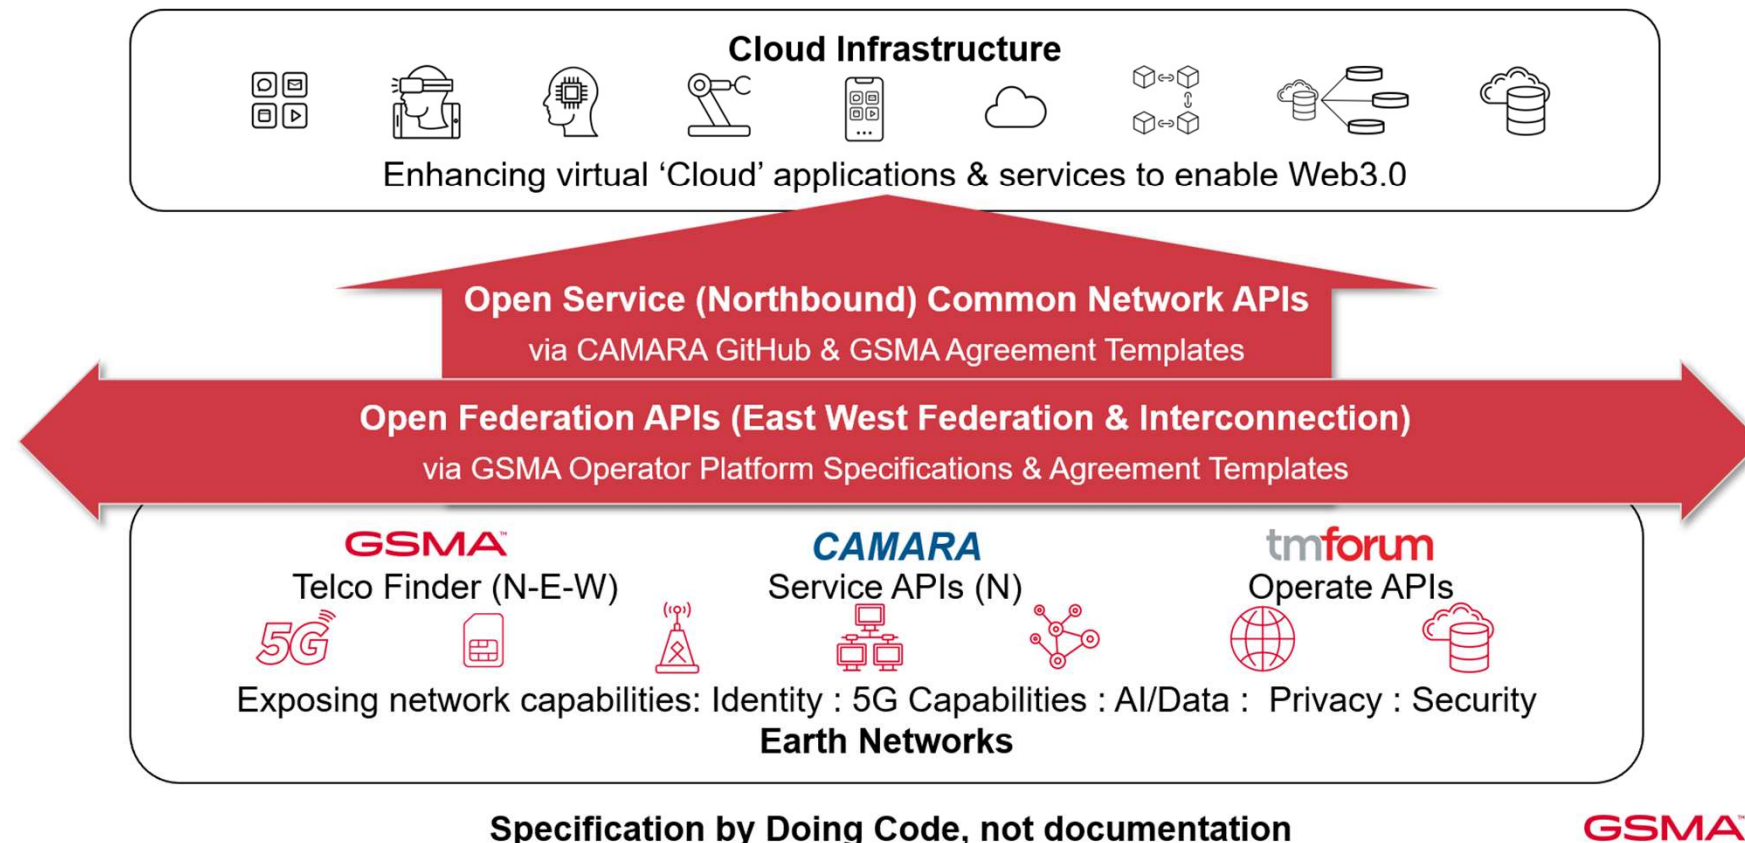 Cloud Infrastructure
Enhancing virtual ‘Cloud’ applications & services to enable Web3.0
Open Service (Northbound) Common Network APIs
via CAMARA GitHub & GSMA Agreement Templates
Open Federation APIs (East West Federation & Interconnection)
via GSMA Operator Platform Specifications & Agreement Templates
GSMA™ CAMARA tmforum
Telco Finder (N-E-W) Service APIs (N) Operate APIs
5G
Exposing network capabilities: Identity : 5G Capabilities : AI/Data : Privacy : Security
Earth Networks
Specification by Doing Code, not documentation
GSMA™